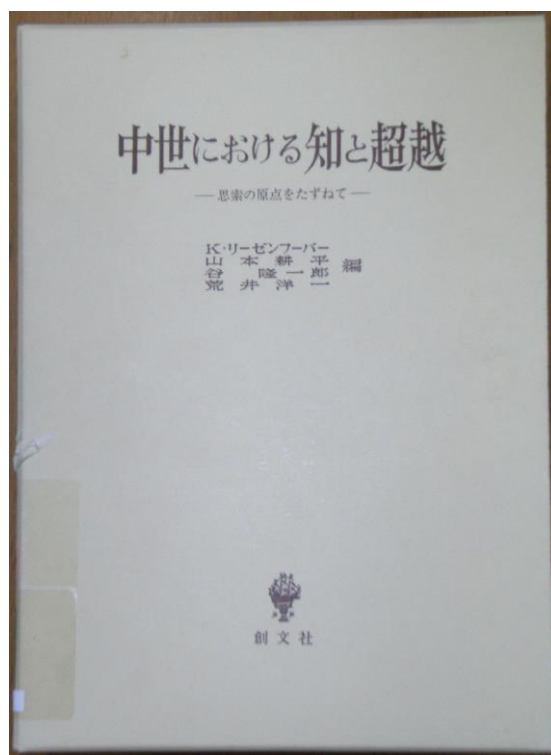 中世における知と超越
―思索の原点をたずねて―
K・リーゼンフーバー
山本耕平
谷隆一郎
荒井洋一
編
創文社